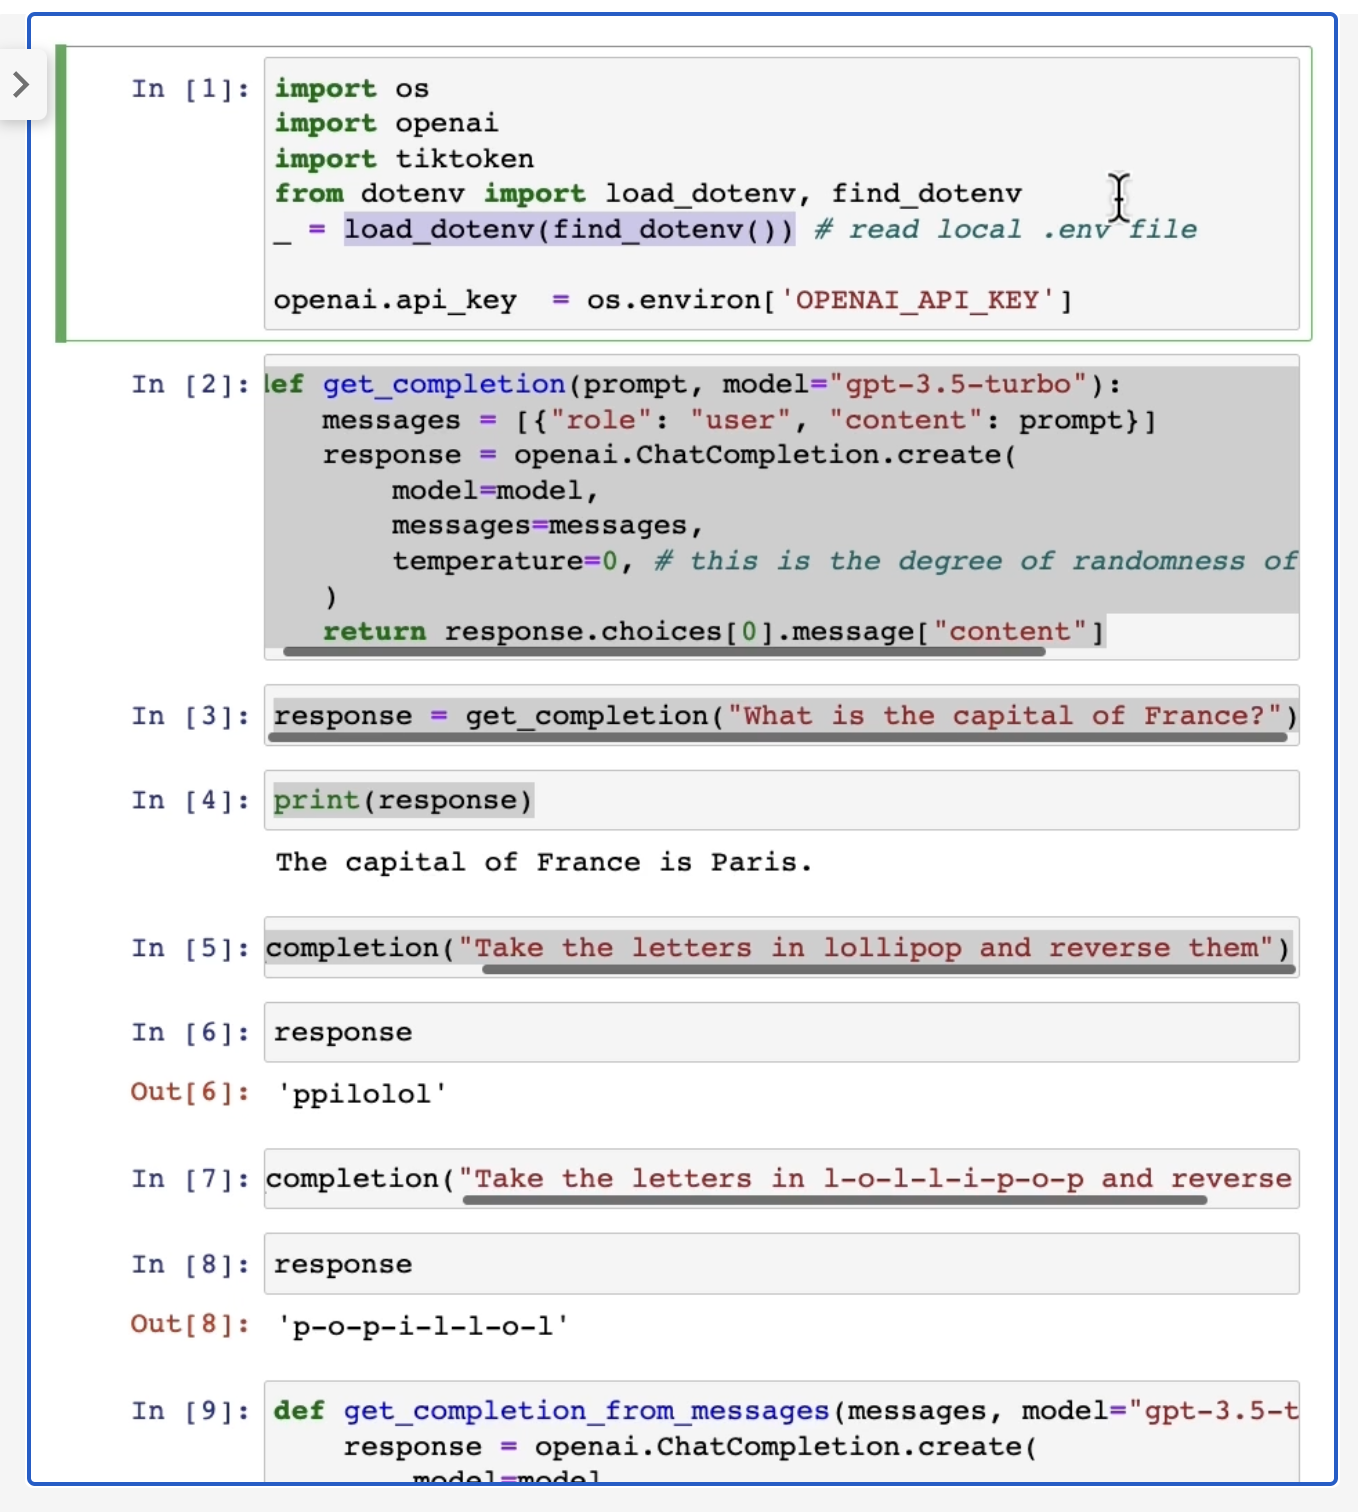 In [1]: import os
import openai
import tiktoken
from dotenv import load_dotenv, find_dotenv
_ = load_dotenv(find_dotenv()) # read local .env file
openai.api_key  = os.environ['OPENAI_API_KEY']
In [2]: ef get_completion(prompt, model="gpt-3.5-turbo"):
messages = [{"role": "user", "content": prompt}]
response = openai.ChatCompletion.create(
model=model,
messages=messages,
temperature=0, # this is the degree of randomness of
)
return response.choices[0].message["content"]
In [3]: response = get_completion("What is the capital of France?")
In [4]: print(response)
The capital of France is Paris.
In [5]: completion("Take the letters in lollipop and reverse them")
In [6]: response
Out[6]: 'ppilolol'
In [7]: completion("Take the letters in l-o-l-l-i-p-o-p and reverse
In [8]: response
Out[8]: 'p-o-p-i-l-l-o-l'
In [9]: def get_completion_from_messages(messages, model="gpt-3.5-t
response = openai.ChatCompletion.create(
model=model